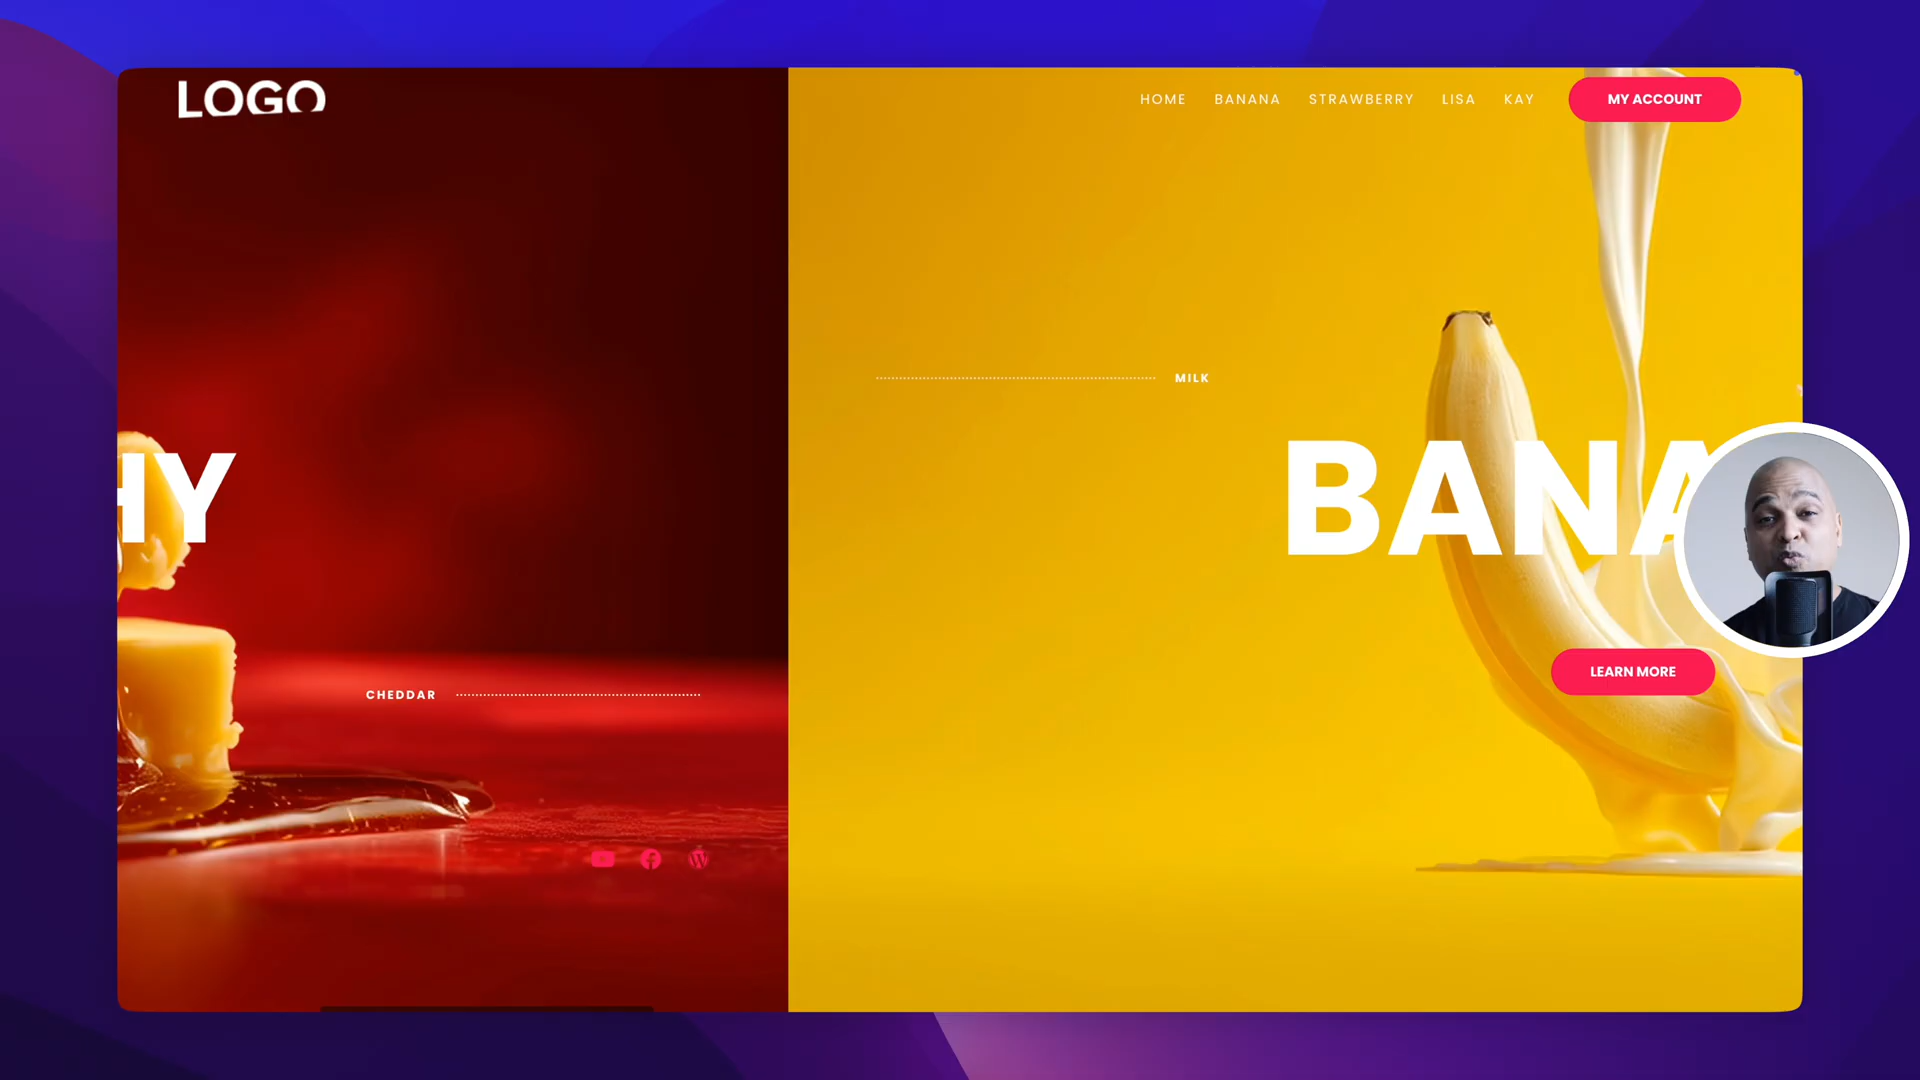 LOGO
HOME BANANA STRAWBERRY LISA KAY MY ACCOUNT
MILK
HY
BANA
LEARN MORE
CHEDDAR